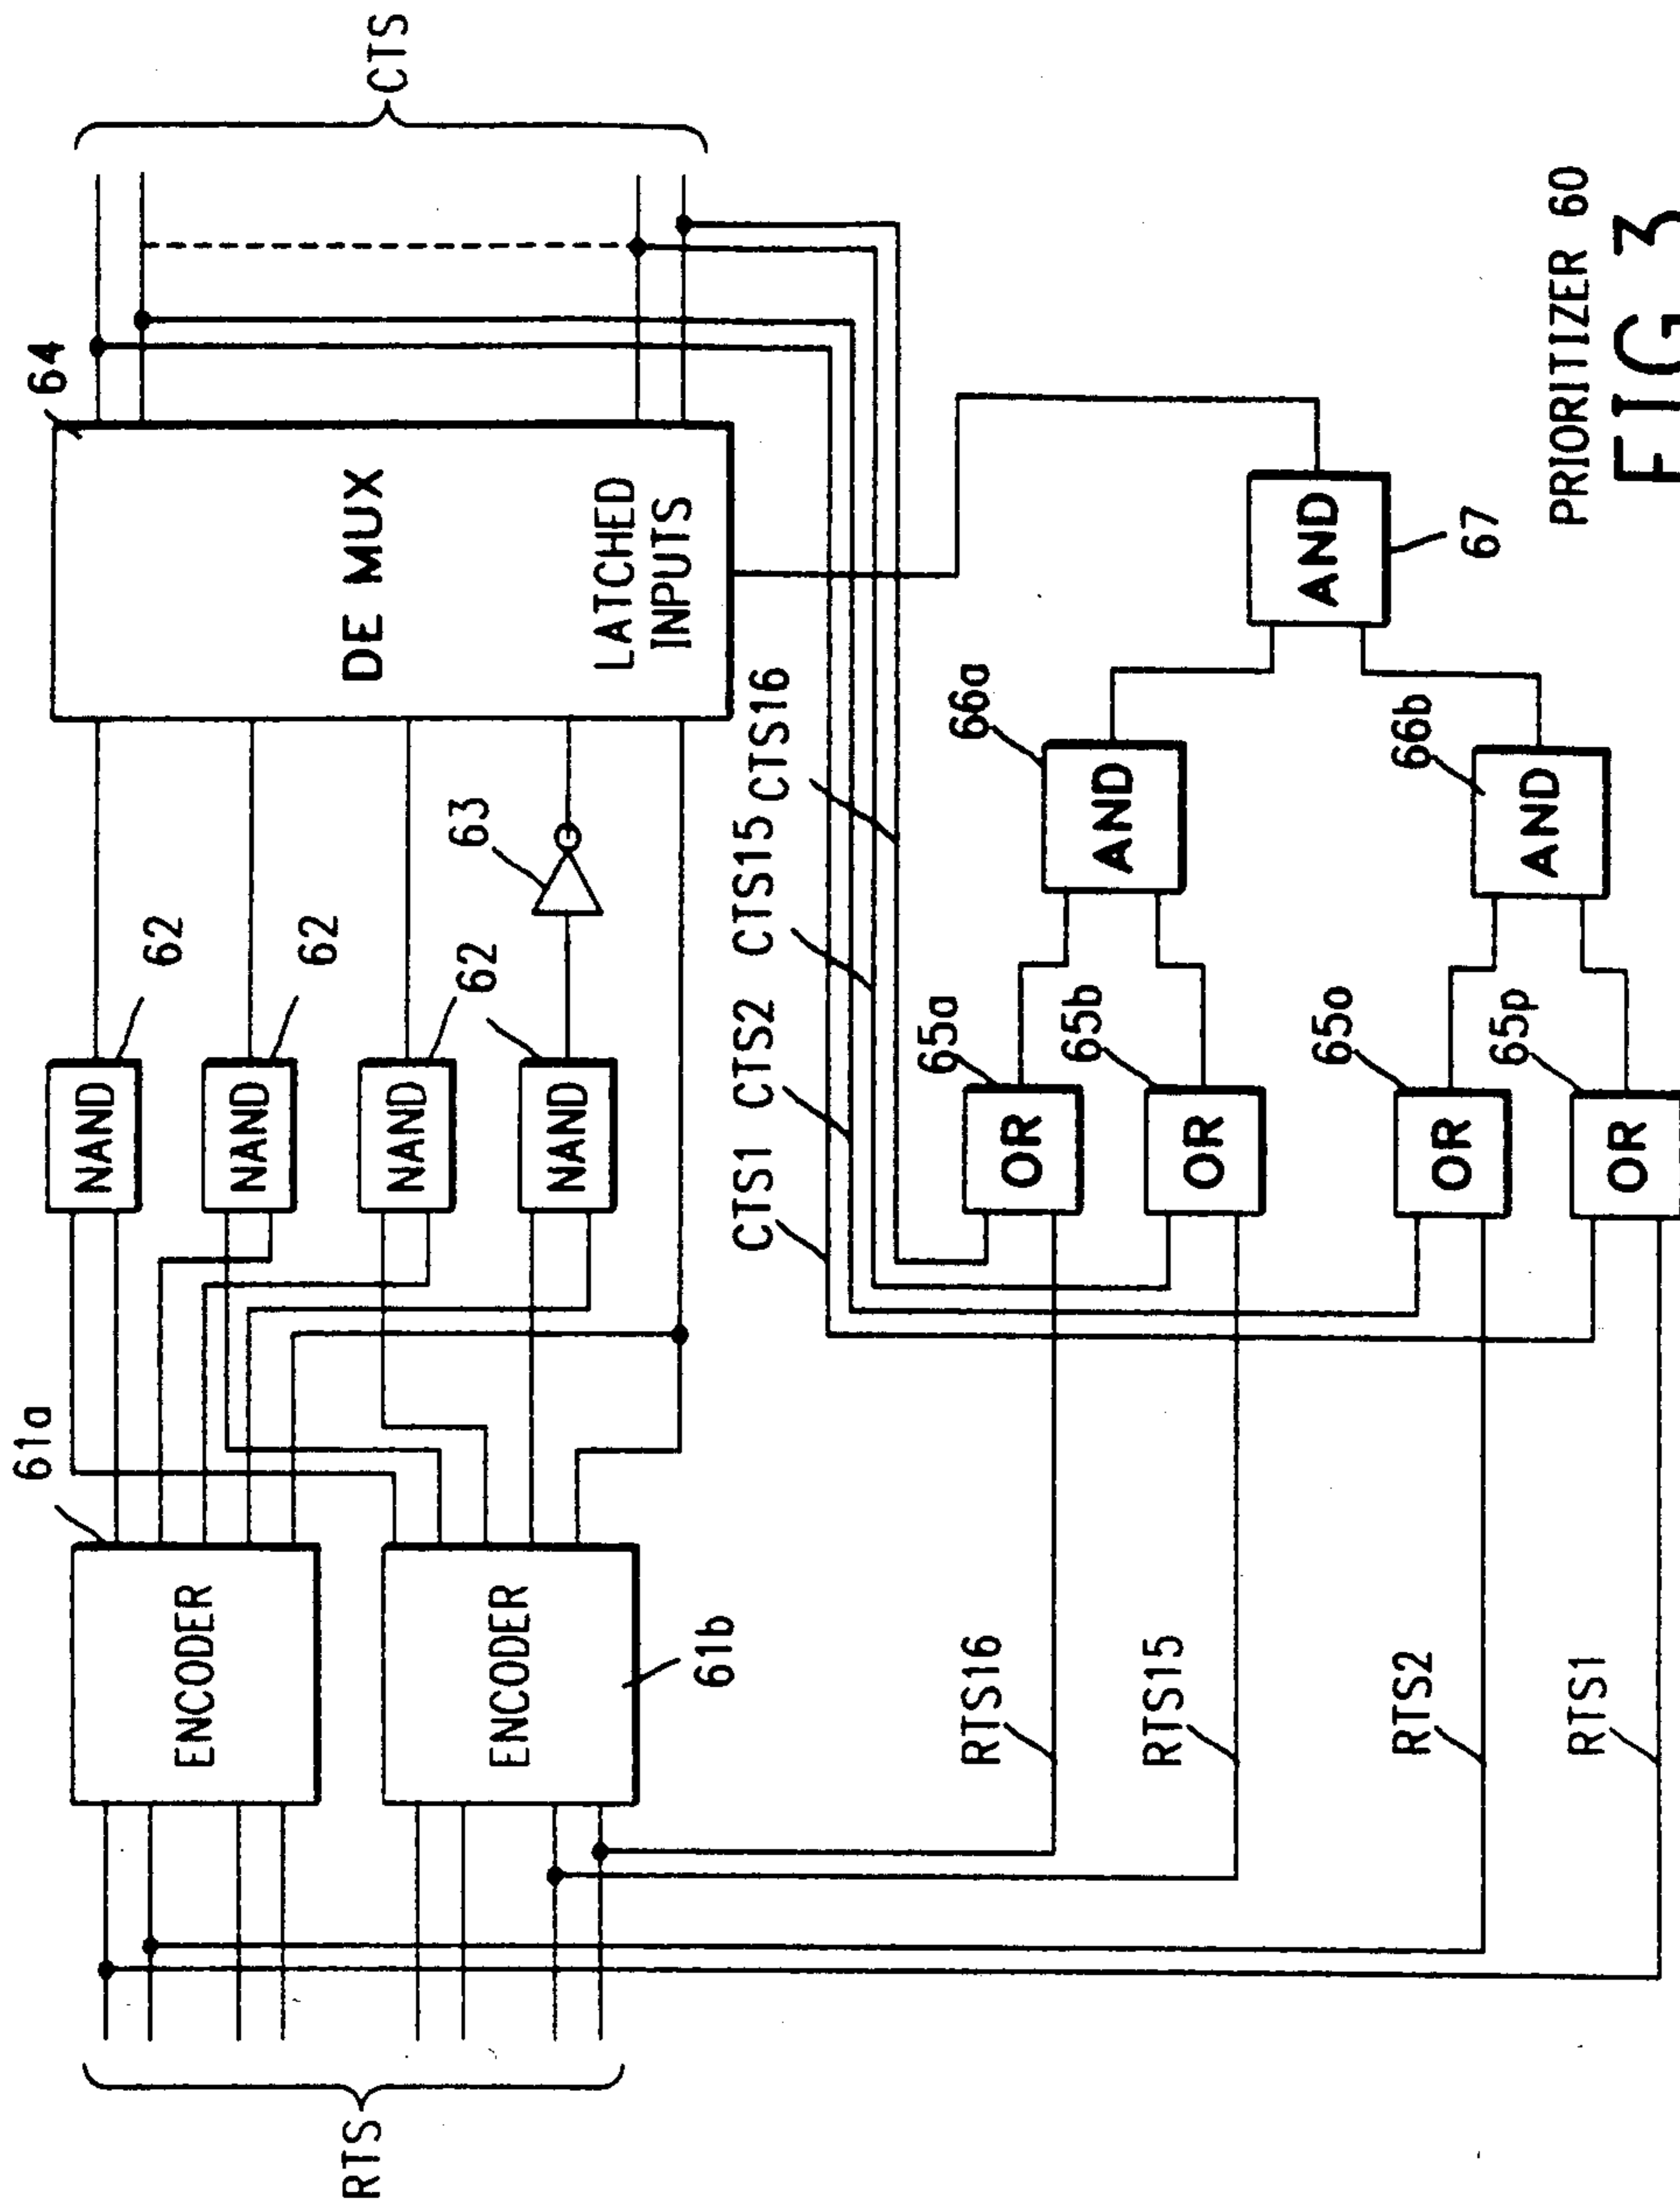 RTS
ENCODER
61a
ENCODER
61b
NAND
62
NAND
62
NAND
62
NAND
63
64
DE MUX
LATCHED
INPUTS
CTS
CTS1
CTS2
CTS15
CTS16
RTS16
RTS15
RTS2
RTS1
OR
65a
OR
65b
OR
65o
OR
65p
AND
66a
AND
66b
AND
67
PRIORITIZER 60
FIG 3